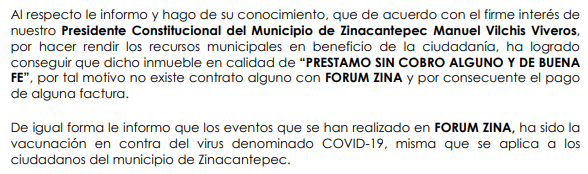 Al respecto le informo y hago de su conocimiento, que de acuerdo con el firme interés de
nuestro Presidente Constitucional del Municipio de Zinacantepec Manuel Vilchis Viveros,
por hacer rendir los recursos municipales en beneficio de la ciudadanía, ha logrado
conseguir que dicho inmueble en calidad de “PRESTAMO SIN COBRO ALGUNO Y DE BUENA
FE”, por tal motivo no existe contrato alguno con FORUM ZINA y por consecuente el pago
de alguna factura.
De igual forma le informo que los eventos que se han realizado en FORUM ZINA, ha sido la
vacunación en contra del virus denominado COVID-19, misma que se aplica a los
ciudadanos del municipio de Zinacantepec.